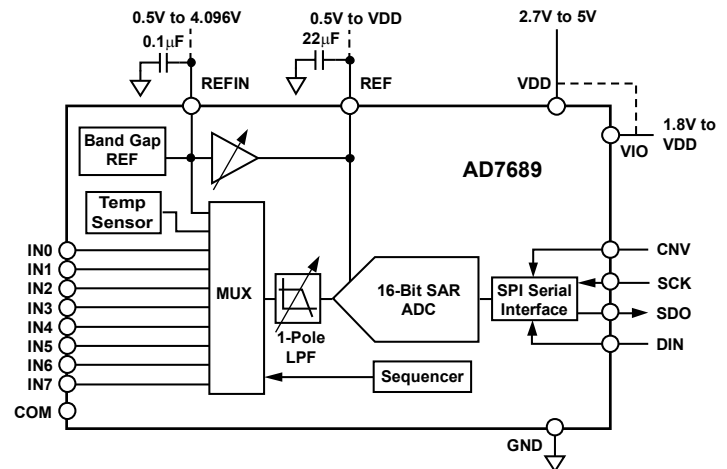 0.5V to 4.096V
0.5V to VDD
2.7V to 5V
0.1µF
22µF
REFIN
REF
VDD
1.8V to
VDD
VIO
Band Gap
REF
AD7689
Temp
Sensor
IN0
IN1
IN2
IN3
IN4
IN5
IN6
IN7
COM
MUX
1-Pole
LPF
16-Bit SAR
ADC
SPI Serial
Interface
CNV
SCK
SDO
DIN
Sequencer
GND